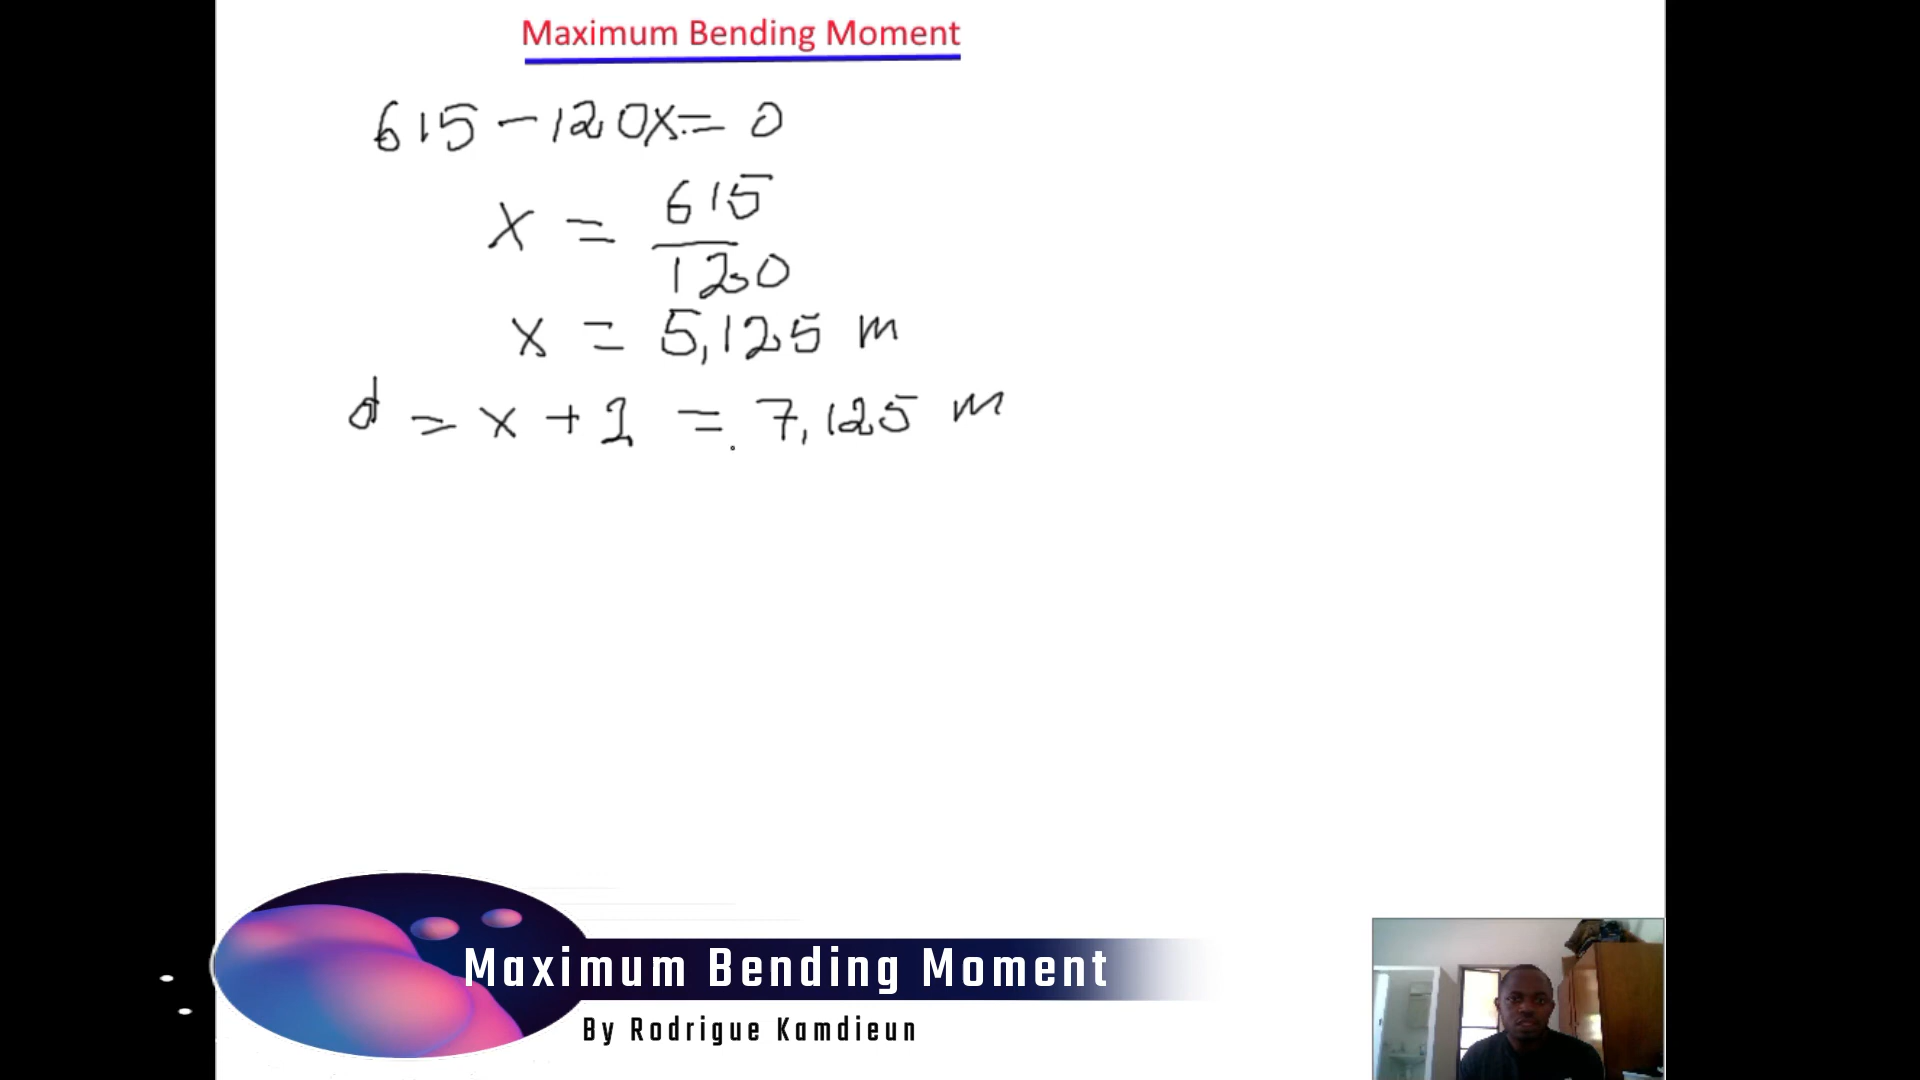 Maximum Bending Moment
615 - 120x = 0
x = 615
120
x = 5,125 m
d = x + 2 = 7,125 m
Maximum Bending Moment
By Rodrigue Kamdieun